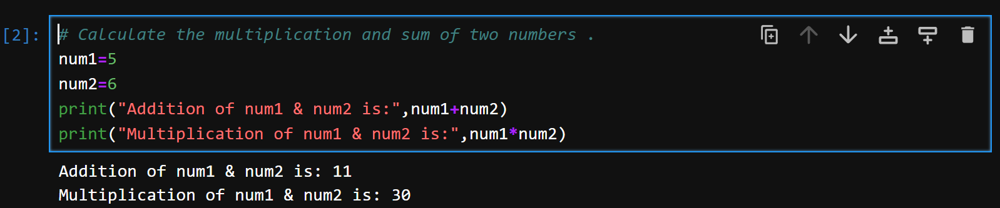 [2]: # Calculate the multiplication and sum of two numbers .
num1=5
num2=6
print("Addition of num1 & num2 is:",num1+num2)
print("Multiplication of num1 & num2 is:",num1*num2)
Addition of num1 & num2 is: 11
Multiplication of num1 & num2 is: 30